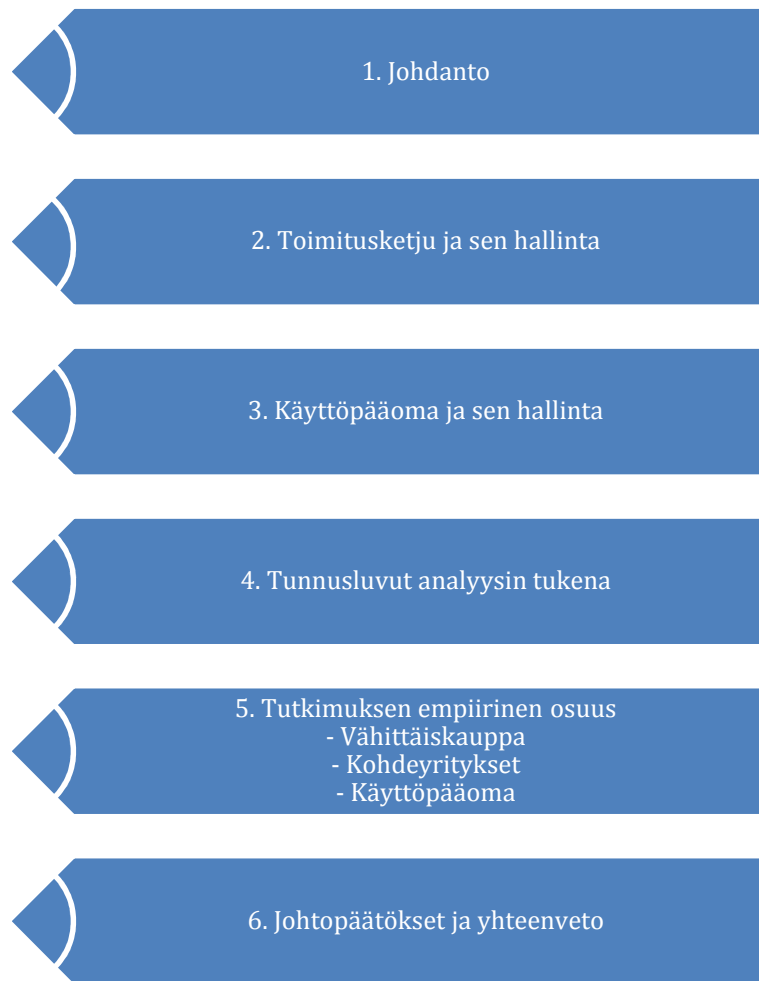 1. Johdanto
2. Toimitusketju ja sen hallinta
3. Käyttöpääoma ja sen hallinta
4. Tunnusluvut analyysin tukena
5. Tutkimuksen empiirinen osuus
- Vähittäiskauppa
- Kohdeyritykset
- Käyttöpääoma
6. Johtopäätökset ja yhteenveto